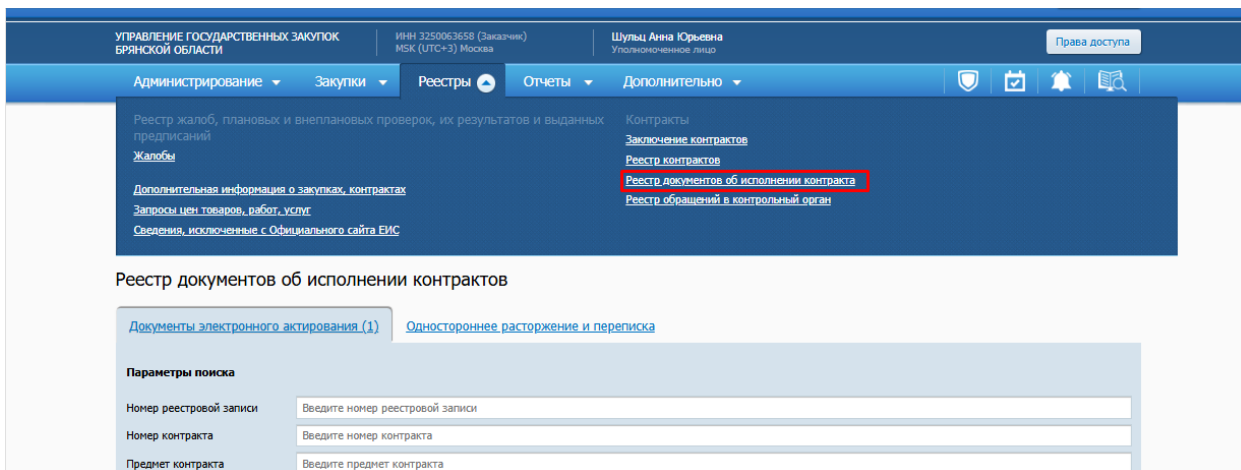 УПРАВЛЕНИЕ ГОСУДАРСТВЕННЫХ ЗАКУПОК
БРЯНСКОЙ ОБЛАСТИ
ИНН 3250063658 (Заказчик)
MSK (UTC+3) Москва
Шульц Анна Юрьевна
Уполномоченное лицо
Права доступа
Администрирование
Закупки
Реестры
Отчеты
Дополнительно
Реестр жалоб, плановых и внеплановых проверок, их результатов и выданных
предписаний
Жалобы
Дополнительная информация о закупках, контрактах
Запросы цен товаров, работ, услуг
Сведения, исключенные с Официального сайта ЕИС
Контракты
Заключение контрактов
Реестр контрактов
Реестр документов об исполнении контракта
Реестр обращений в контрольный орган
Реестр документов об исполнении контрактов
Документы электронного актирования (1)
Одностороннее расторжение и переписка
Параметры поиска
Номер реестровой записи
Введите номер реестровой записи
Номер контракта
Введите номер контракта
Предмет контракта
Введите предмет контракта